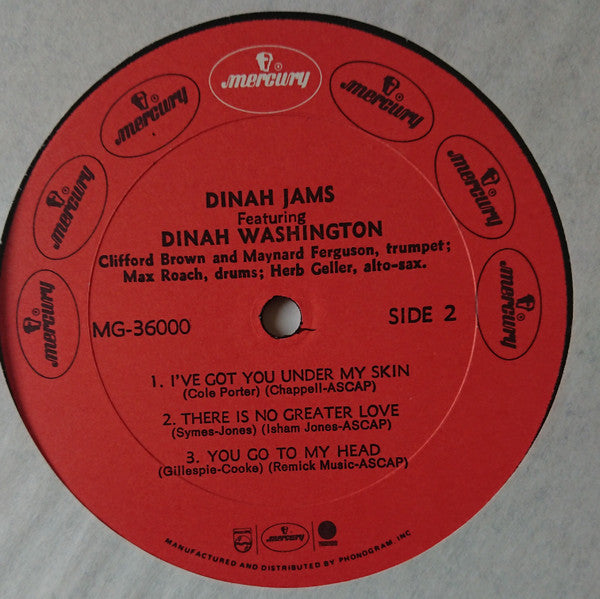 mercury
mercury
mercury
mercury
mercury
mercury
mercury
DINAH JAMS
Featuring
DINAH WASHINGTON
Clifford Brown and Maynard Ferguson, trumpet;
Max Roach, drums; Herb Geller, alto-sax.
MG-36000
SIDE 2
1. I'VE GOT YOU UNDER MY SKIN
(Cole Porter) (Chappell-ASCAP)
2. THERE IS NO GREATER LOVE
(Symes-Jones) (Isham Jones-ASCAP)
3. YOU GO TO MY HEAD
(Gillespie-Cooke) (Remick Music-ASCAP)
mercury
MANUFACTURED AND DISTRIBUTED BY PHONOGRAM, INC